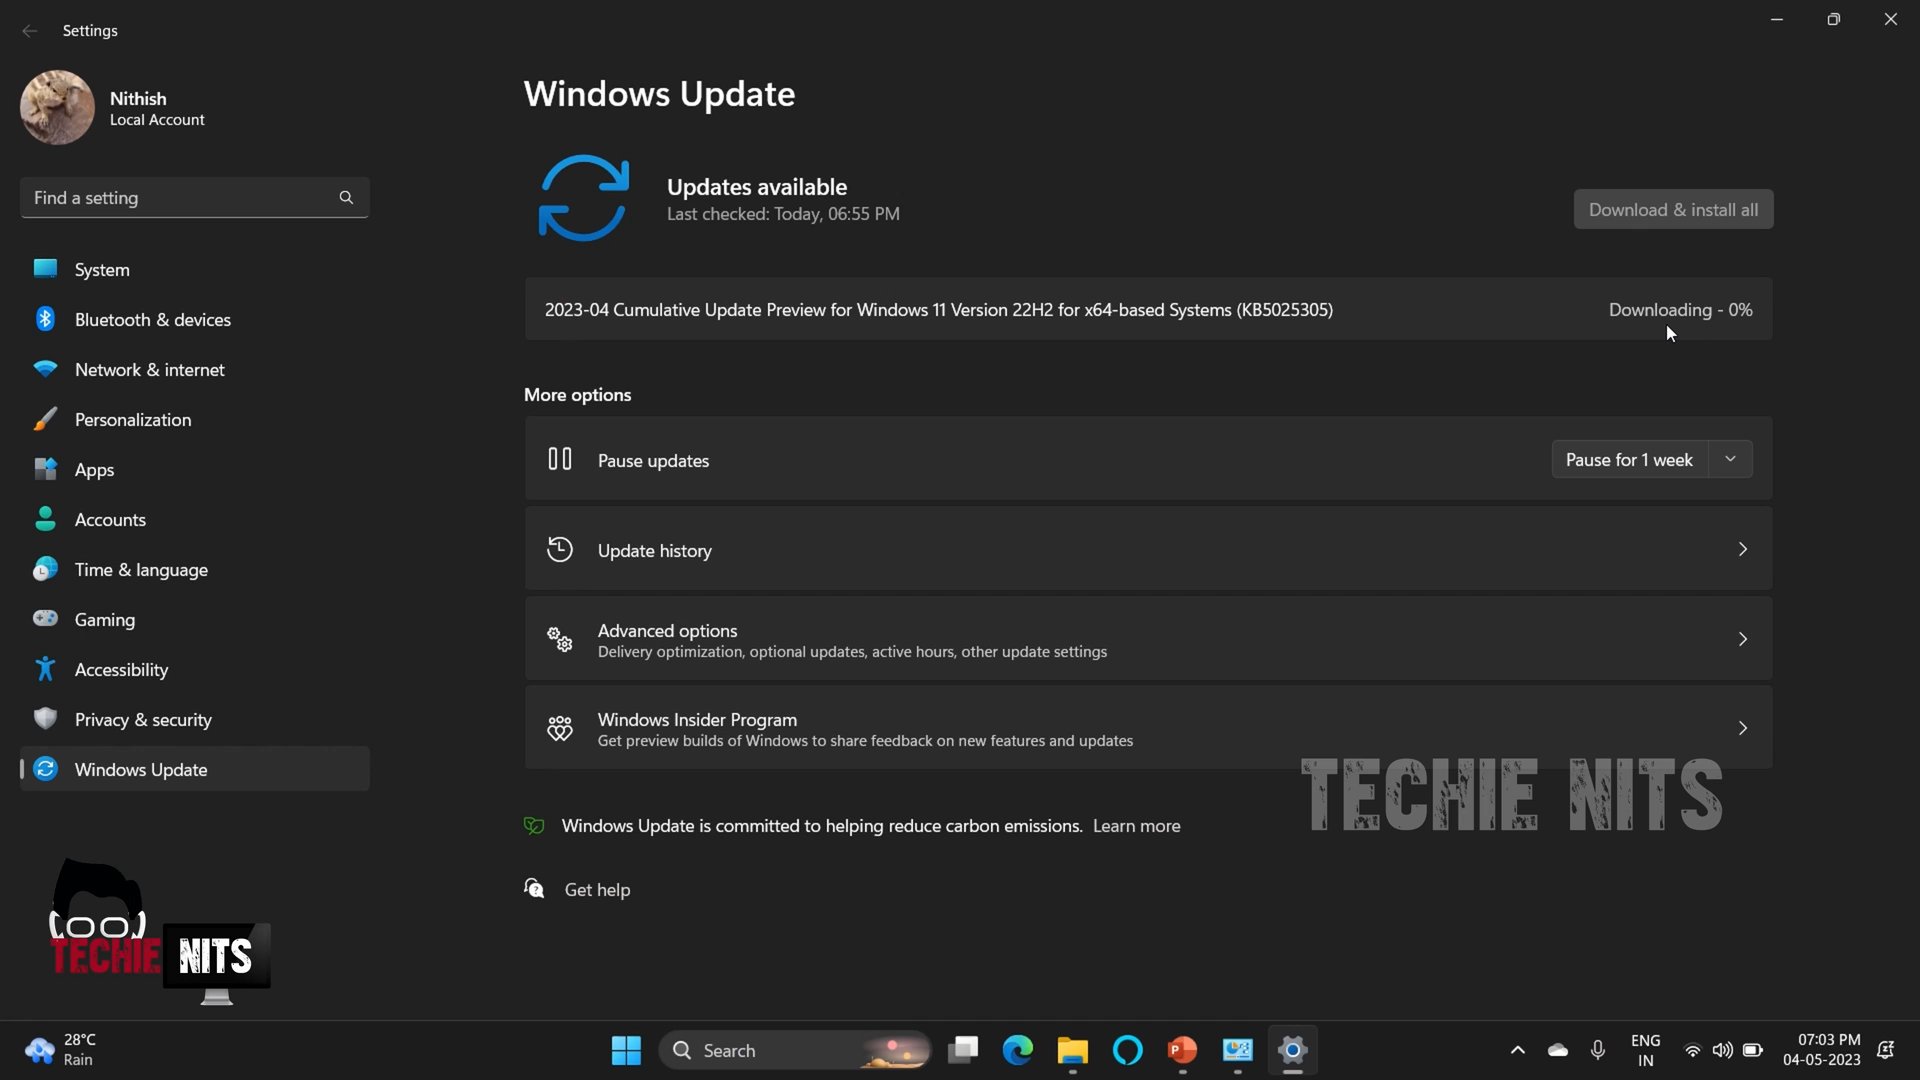 Settings
Nithish
Local Account
Find a setting
System
Bluetooth & devices
Network & internet
Personalization
Apps
Accounts
Time & language
Gaming
Accessibility
Privacy & security
Windows Update
Windows Update
Updates available
Last checked: Today, 06:55 PM
Download & install all
2023-04 Cumulative Update Preview for Windows 11 Version 22H2 for x64-based Systems (KB5025305)
Downloading - 0%
More options
Pause updates
Pause for 1 week
Update history
Advanced options
Delivery optimization, optional updates, active hours, other update settings
Windows Insider Program
Get preview builds of Windows to share feedback on new features and updates
TECHIE NITS
Windows Update is committed to helping reduce carbon emissions. Learn more
Get help
TECHIE NITS
28°C
Rain
Search
P
ENG
IN
07:03 PM
04-05-2023